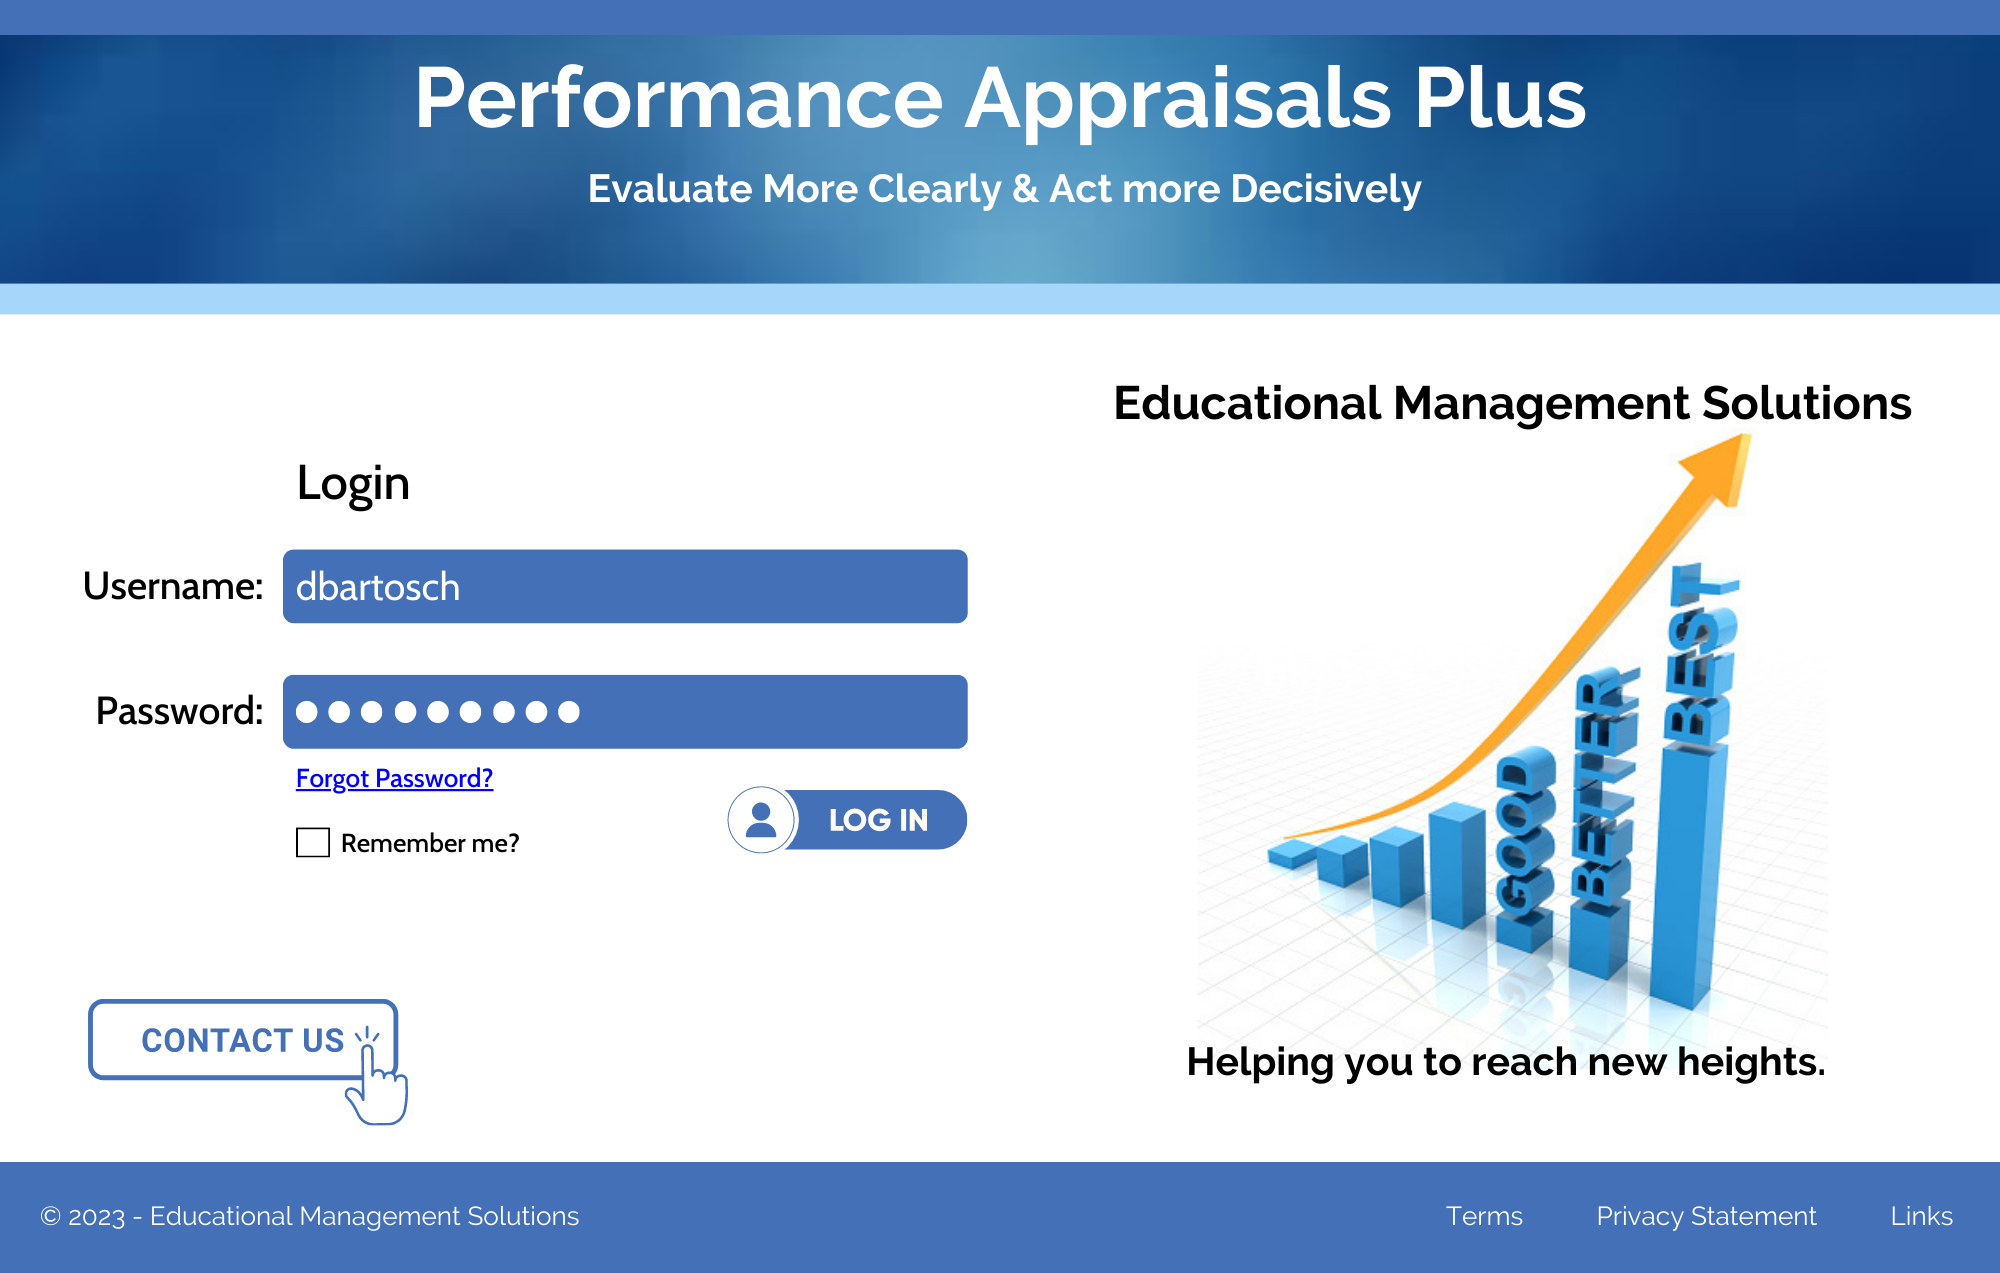 Performance Appraisals Plus
Evaluate More Clearly & Act more Decisively
Educational Management Solutions
Login
Username: dbartosch
Password:
Forgot Password?
Remember me?
LOG IN
GOOD
BETTER
BEST
CONTACT US
Helping you to reach new heights.
© 2023 - Educational Management Solutions
Terms Privacy Statement Links